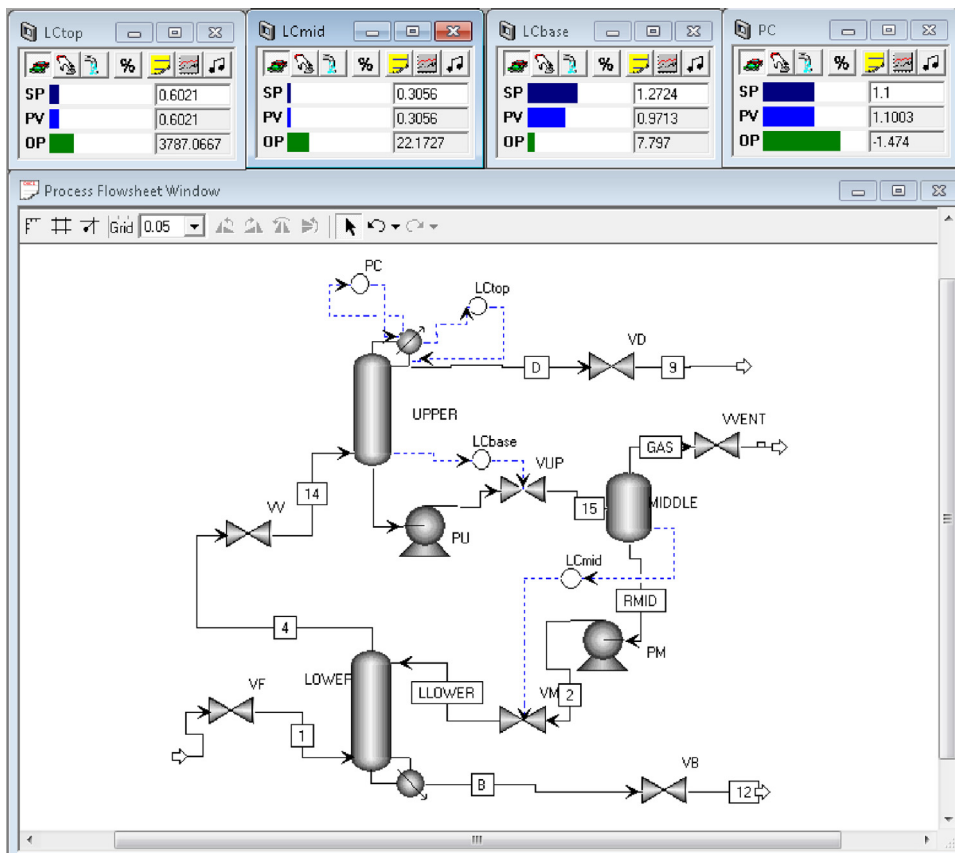 LCtop
SP 0.6021
PV 0.6021
OP 3787.0667
LCmid
%
SP 0.3056
PV 0.3056
OP 22.1727
LCbase
%
SP 1.2724
PV 0.9713
OP 7.797
PC
%
SP 1.1
PV 1.1003
OP -1.474
%
Process Flowsheet Window
Grid 0.05
PC
LCtop
VD
D
9
UPPER
VVENT
GAS
LCbase
VUP
14
15
MIDDLE
VV
PU
LCmid
RMID
4
PM
LOWER
VF
LLOWER
VM
2
1
VB
B
12